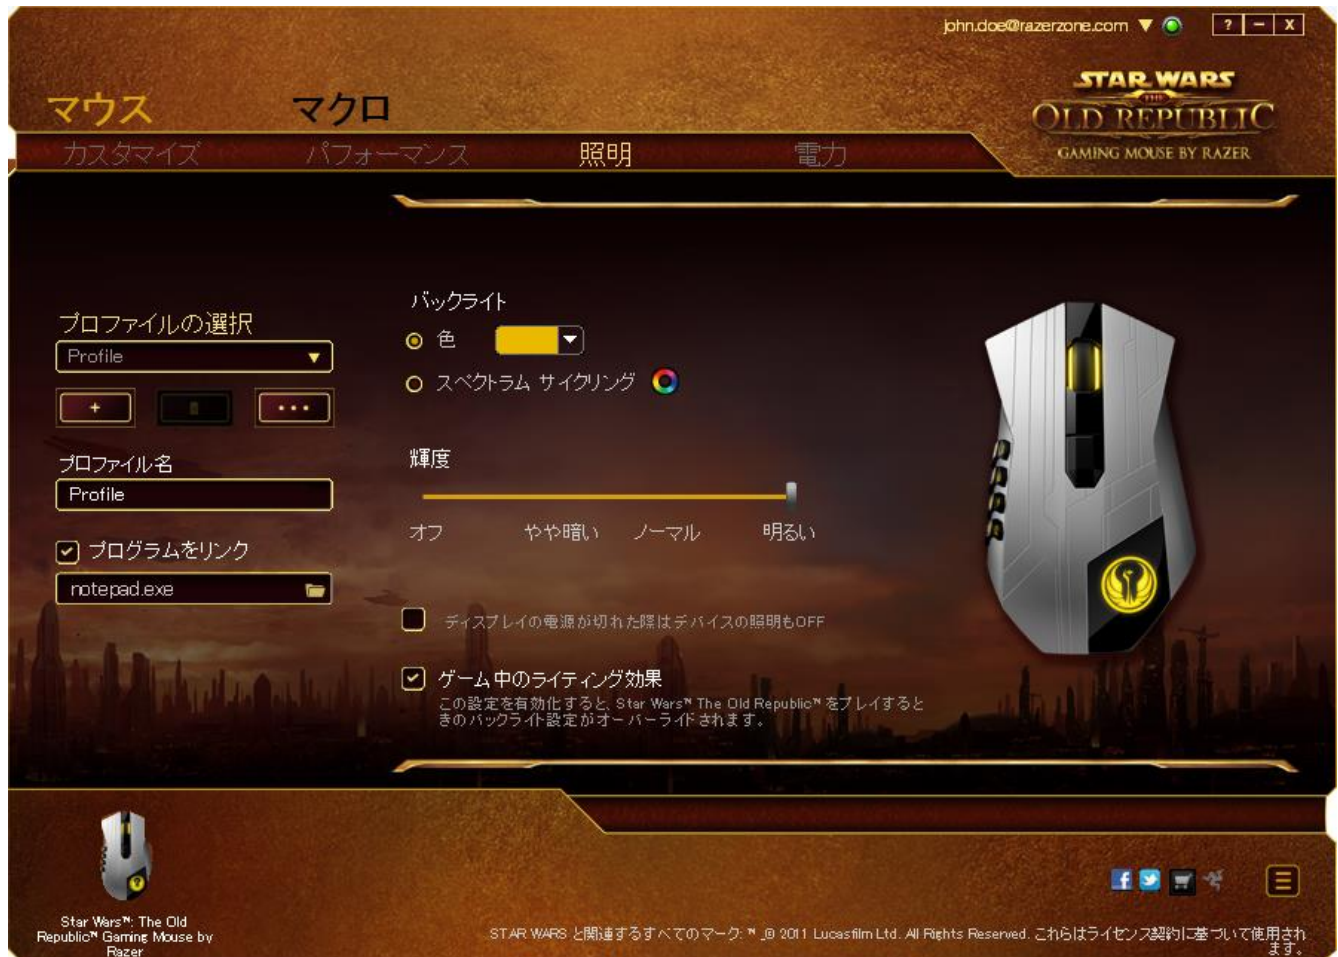 john.doe@razerzone.com
? – X
マウス
マクロ
STAR WARS
THE
OLD REPUBLIC
GAMING MOUSE BY RAZER
カスタマイズ
パフォーマンス
照明
電力
プロファイルの選択
Profile
+
...
プロファイル名
Profile
プログラムをリンク
notepad.exe
バックライト
色
スペクトラム サイクリング
輝度
オフ
やや暗い
ノーマル
明るい
ディスプレイの電源が切れた際はデバイスの照明もOFF
ゲーム中のライティング効果
この設定を有効化すると、Star Wars™ The Old Republic™ をプレイすると
きのバックライト設定がオーバーライドされます。
Star Wars™: The Old
Republic™ Gaming Mouse by
Razer
f
STAR WARS と関連するすべてのマーク: ™_© 2011 Lucasfilm Ltd. All Rights Reserved. これらはライセンス契約に基づいて使用され
ます。